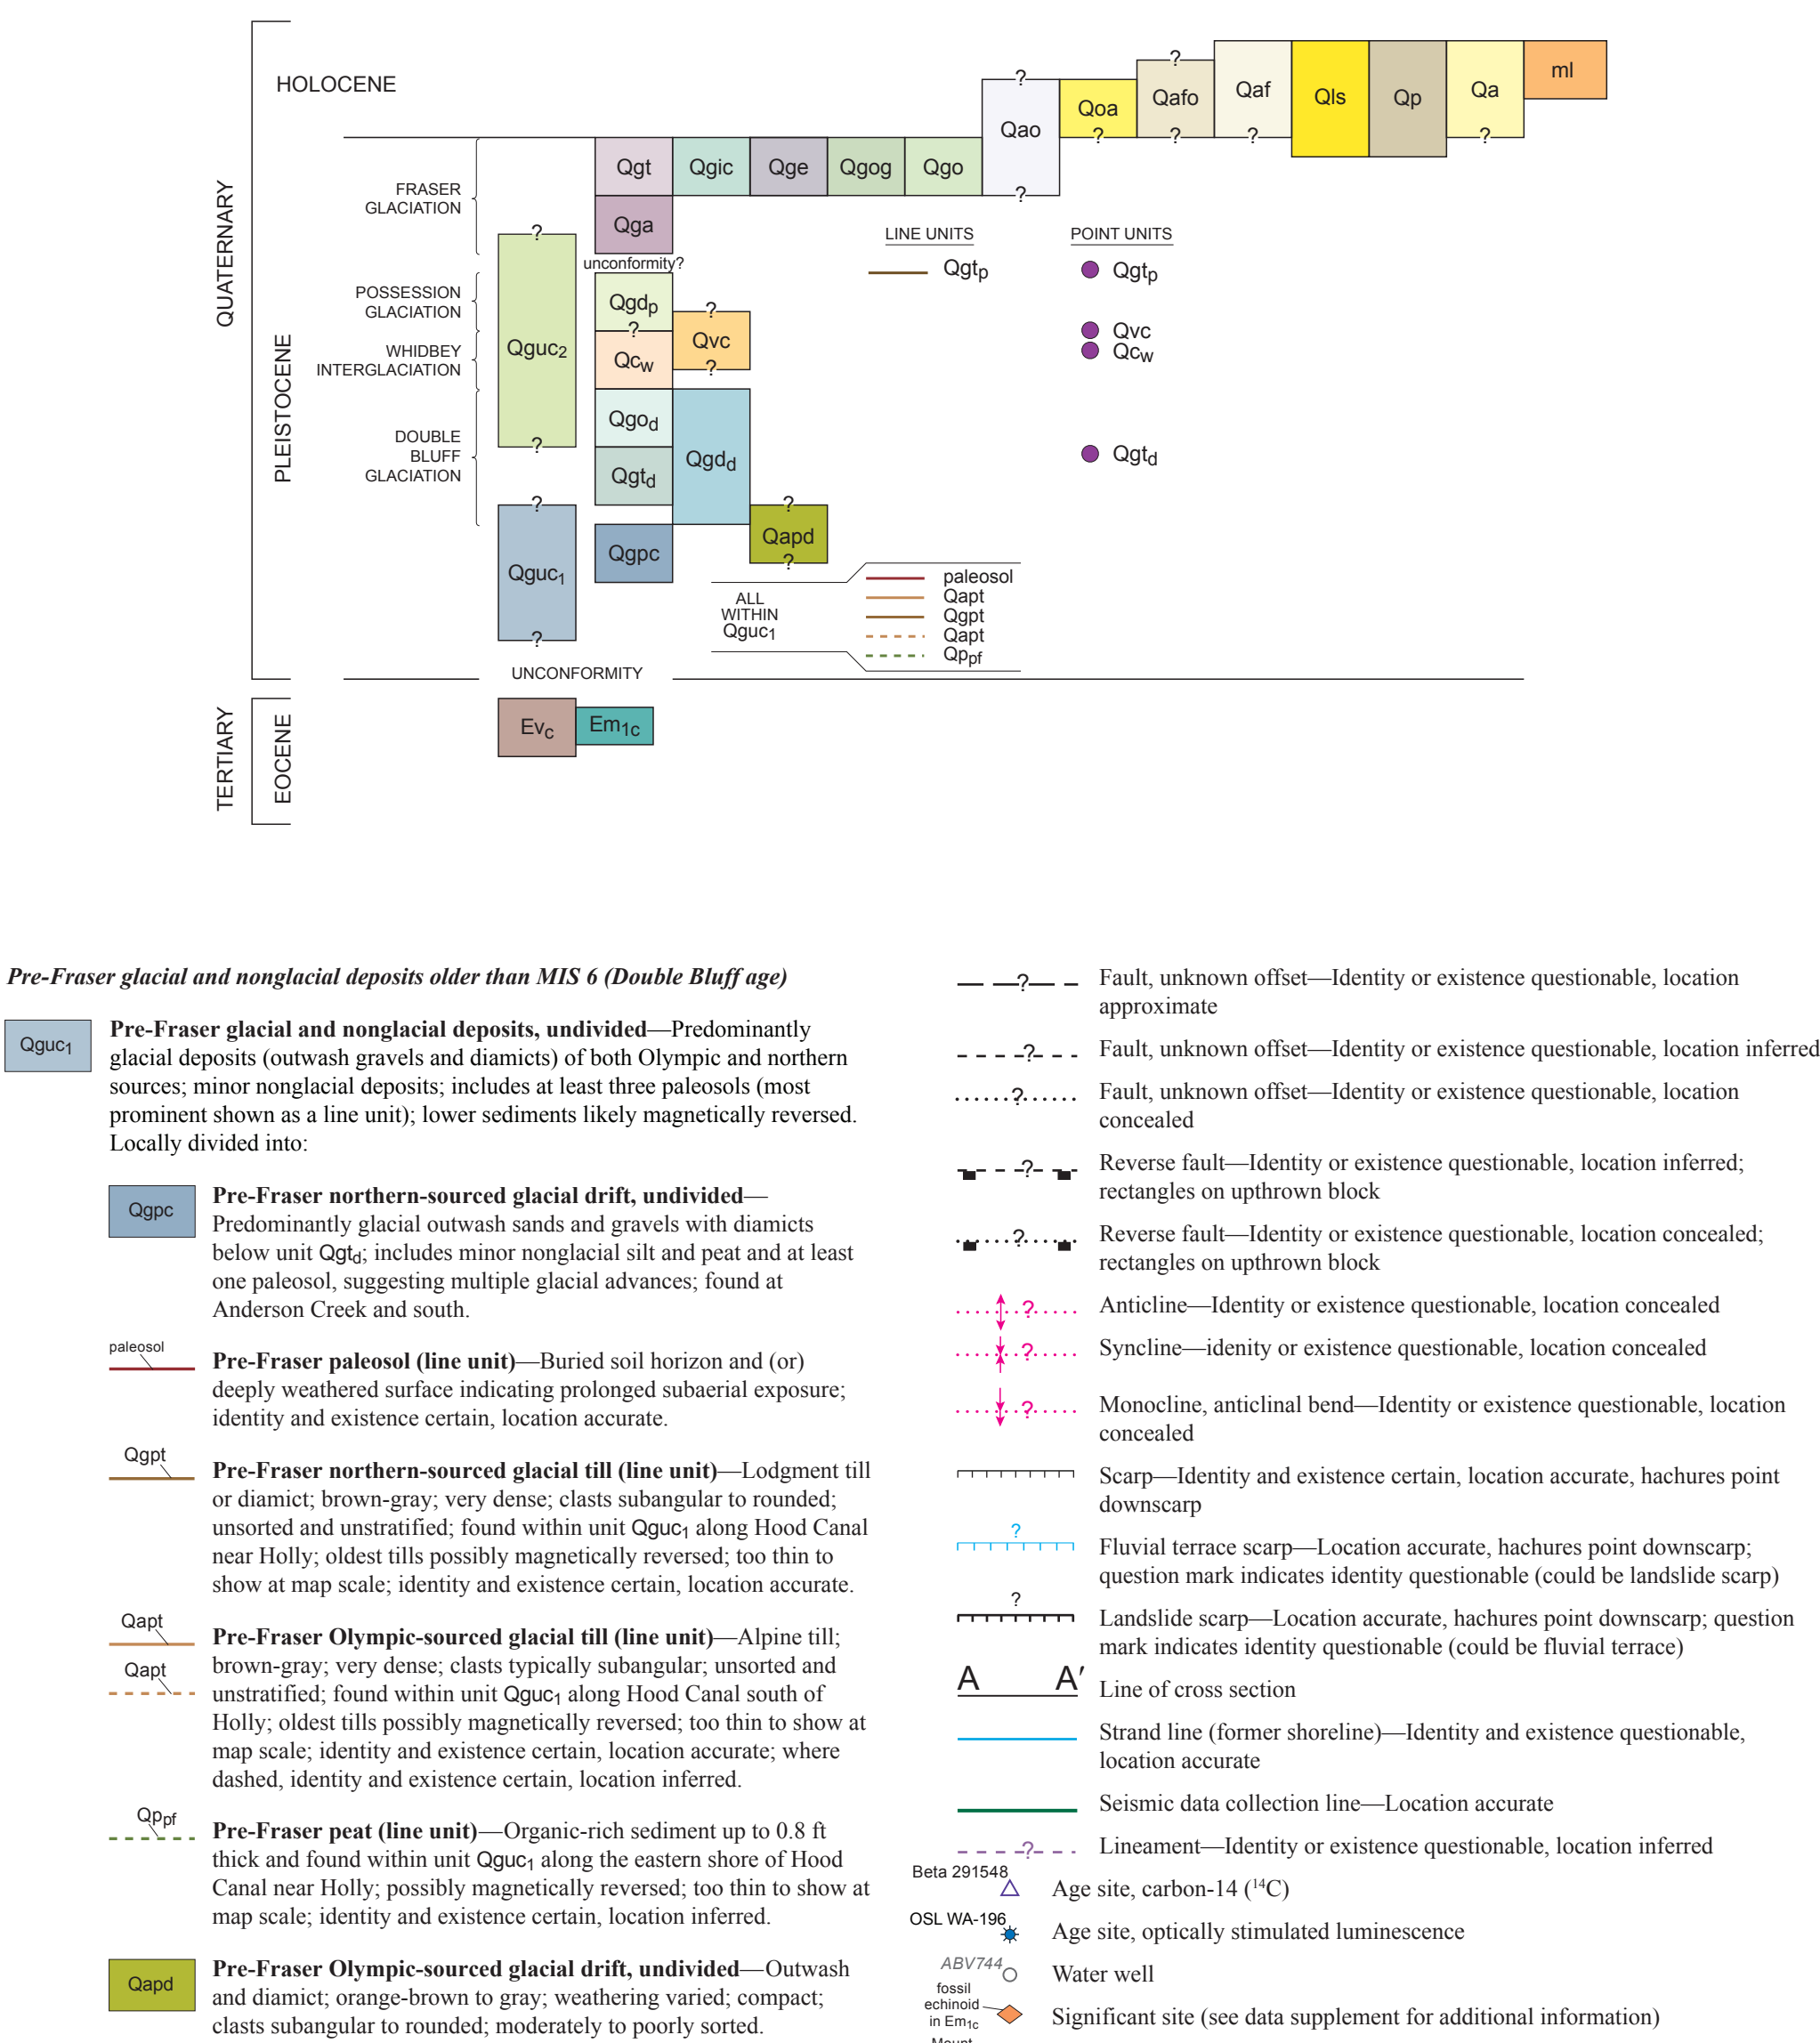 HOLOCENE
QUATERNARY
PLEISTOCENE
FRASER
GLACIATION
POSSESSION
GLACIATION
WHIDBEY
INTERGLACIATION
DOUBLE
BLUFF
GLACIATION
?
Qguc2
?
?
Qguc1
?
Qgt
Qga
unconformity?
Qgdp
?
Qcw
Qgod
Qgtd
Qgpc
Qgic
?
Qvc
?
Qgdd
Qge
?
Qapd
?
Qgog
Qgo
?
Qao
?
Qoa
?
?
Qafo
?
Qaf
?
Qls
Qp
Qa
?
ml
LINE UNITS
Qgtp
POINT UNITS
Qgtp
Qvc
Qcw
Qgtd
ALL
WITHIN
Qguc1
paleosol
Qapt
Qgpt
Qapt
Qppf
UNCONFORMITY
TERTIARY
EOCENE
Evc
Em1c
Pre-Fraser glacial and nonglacial deposits older than MIS 6 (Double Bluff age)
Qguc1
Pre-Fraser glacial and nonglacial deposits, undivided—Predominantly
glacial deposits (outwash gravels and diamicts) of both Olympic and northern
sources; minor nonglacial deposits; includes at least three paleosols (most
prominent shown as a line unit); lower sediments likely magnetically reversed.
Locally divided into:
Qgpc
Pre-Fraser northern-sourced glacial drift, undivided—
Predominantly glacial outwash sands and gravels with diamicts
below unit Qgtd; includes minor nonglacial silt and peat and at least
one paleosol, suggesting multiple glacial advances; found at
Anderson Creek and south.
paleosol
Pre-Fraser paleosol (line unit)—Buried soil horizon and (or)
deeply weathered surface indicating prolonged subaerial exposure;
identity and existence certain, location accurate.
Qgpt
Pre-Fraser northern-sourced glacial till (line unit)—Lodgment till
or diamict; brown-gray; very dense; clasts subangular to rounded;
unsorted and unstratified; found within unit Qguc1 along Hood Canal
near Holly; oldest tills possibly magnetically reversed; too thin to
show at map scale; identity and existence certain, location accurate.
Qapt
Qapt
Pre-Fraser Olympic-sourced glacial till (line unit)—Alpine till;
brown-gray; very dense; clasts typically subangular; unsorted and
unstratified; found within unit Qguc1 along Hood Canal south of
Holly; oldest tills possibly magnetically reversed; too thin to show at
map scale; identity and existence certain, location accurate; where
dashed, identity and existence certain, location inferred.
Qppf
Pre-Fraser peat (line unit)—Organic-rich sediment up to 0.8 ft
thick and found within unit Qguc1 along the eastern shore of Hood
Canal near Holly; possibly magnetically reversed; too thin to show at
map scale; identity and existence certain, location inferred.
Qapd
Pre-Fraser Olympic-sourced glacial drift, undivided—Outwash
and diamict; orange-brown to gray; weathering varied; compact;
clasts subangular to rounded; moderately to poorly sorted.
?
Fault, unknown offset—Identity or existence questionable, location
approximate
?
Fault, unknown offset—Identity or existence questionable, location inferred
?
Fault, unknown offset—Identity or existence questionable, location
concealed
?
Reverse fault—Identity or existence questionable, location inferred;
rectangles on upthrown block
?
Reverse fault—Identity or existence questionable, location concealed;
rectangles on upthrown block
?
Anticline—Identity or existence questionable, location concealed
?
Syncline—idenity or existence questionable, location concealed
?
Monocline, anticlinal bend—Identity or existence questionable, location
concealed
Scarp—Identity and existence certain, location accurate, hachures point
downscarp
?
Fluvial terrace scarp—Location accurate, hachures point downscarp;
question mark indicates identity questionable (could be landslide scarp)
?
Landslide scarp—Location accurate, hachures point downscarp; question
mark indicates identity questionable (could be fluvial terrace)
A A′
Line of cross section
Strand line (former shoreline)—Identity and existence questionable,
location accurate
Seismic data collection line—Location accurate
?
Lineament—Identity or existence questionable, location inferred
Beta 291548
Age site, carbon-14 (14C)
OSL WA-196
Age site, optically stimulated luminescence
ABV744
Water well
fossil
echinoid
in Em1c
Significant site (see data supplement for additional information)
Mount